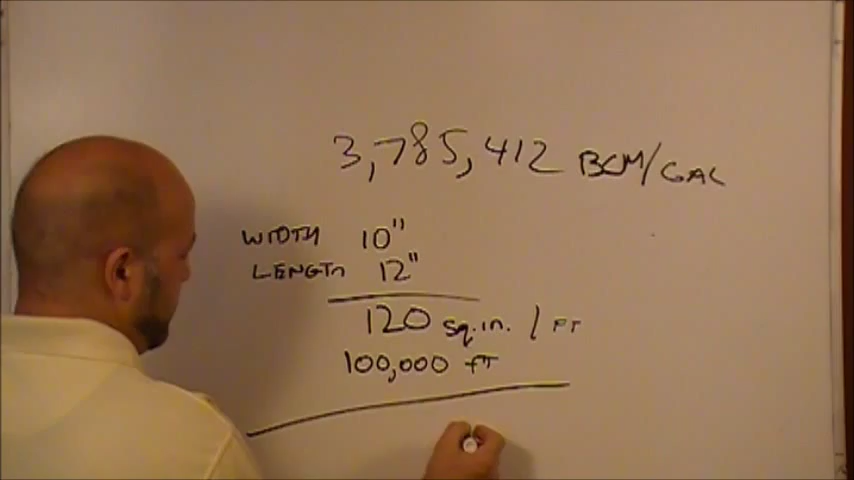 3,785,412 BCM/GAL
WIDTH 10"
LENGTH 12"
120 sq.in. / FT
100,000 ft